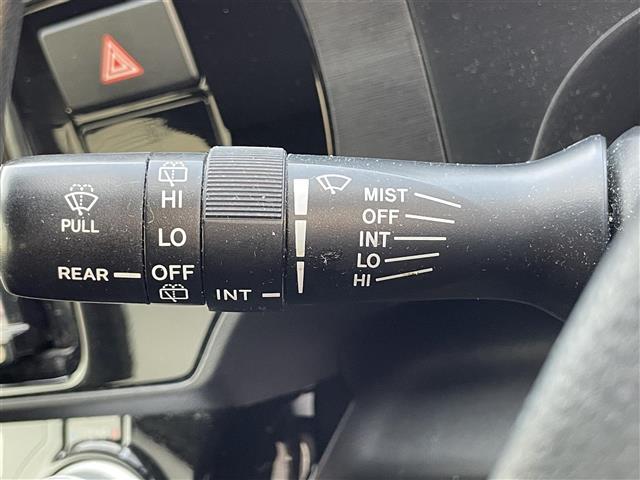 PULL
REAR
HI
LO
OFF
INT
MIST
OFF
INT
LO
HI